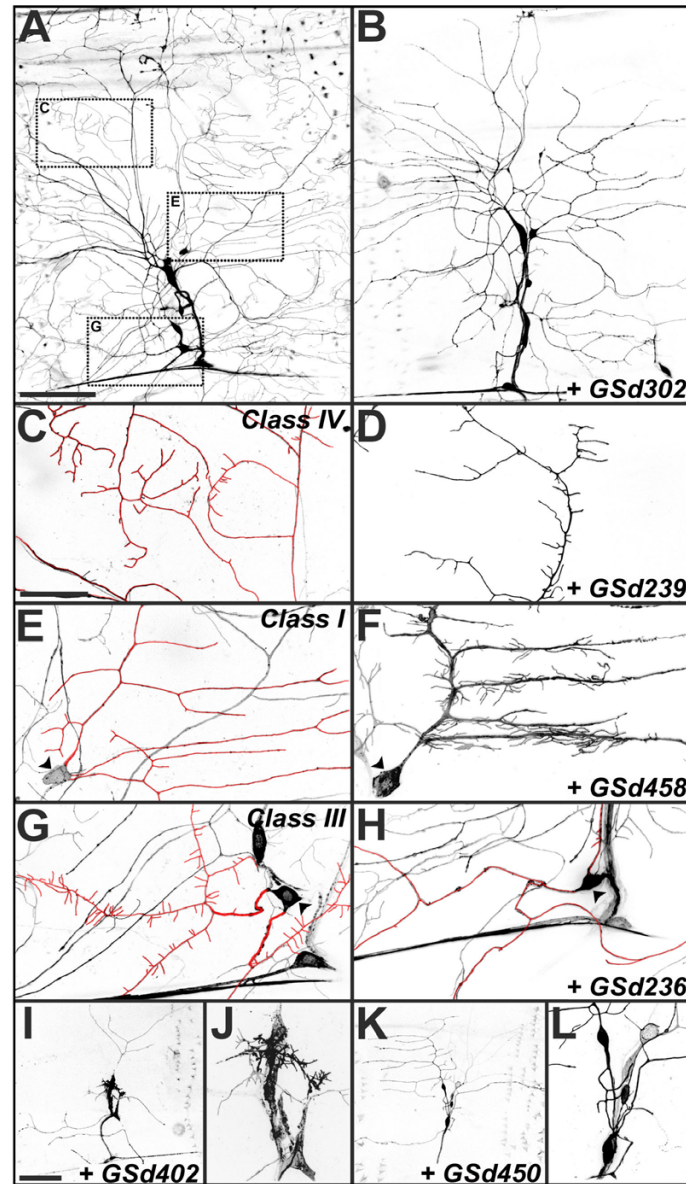 A
B
C
E
G
+ GSd302
C
Class IV
D
+ GSd239
E
Class I
F
+ GSd458
G
Class III
H
+ GSd236
I
+ GSd402
J
K
+ GSd450
L